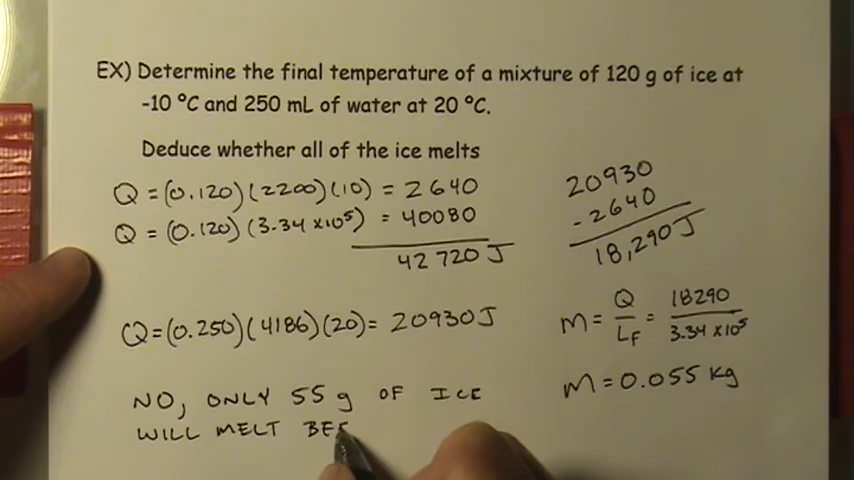 EX) Determine the final temperature of a mixture of 120 g of ice at
-10 °C and 250 mL of water at 20 °C.
Deduce whether all of the ice melts
Q = (0.120)(2200)(10) = 2640
Q = (0.120)(3.34 x10⁵) = 40080
42 720 J
20930
- 2640
18,290 J
Q = (0.250)(4186)(20) = 20930 J
m = Q/LF = 18290/3.34 x10⁵
m = 0.055 kg
NO, ONLY 55 g OF ICE
WILL MELT BEF